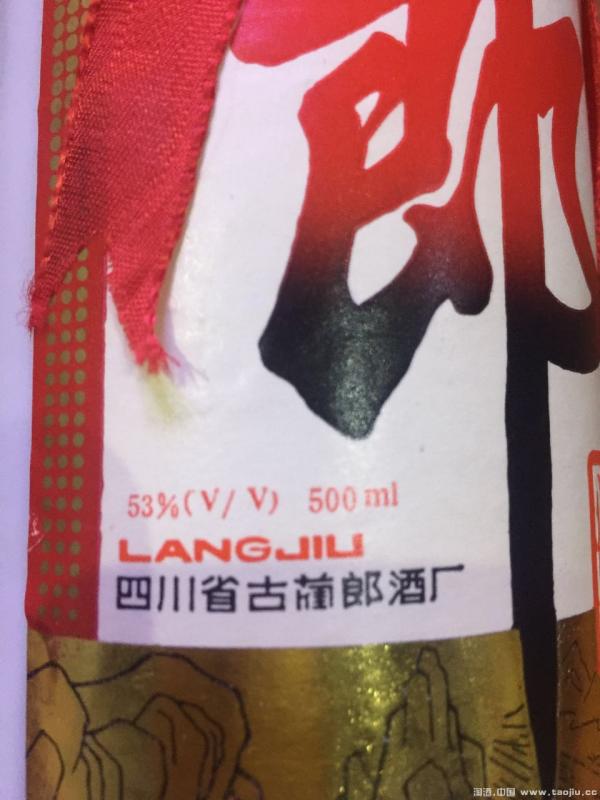 郎
53%(V/V) 500ml
LANGJIU
四川省古蔺郎酒厂
淘酒.中国 www.taojiu.cc